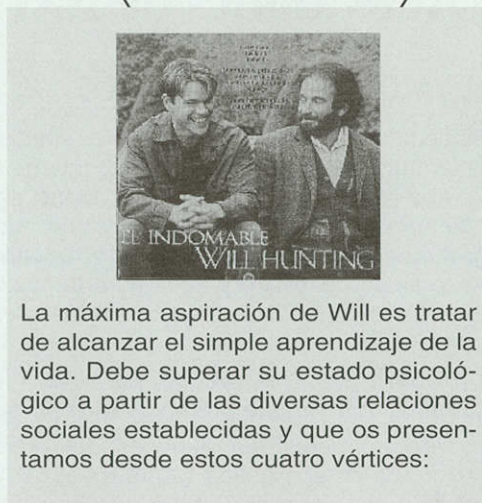 EL INDOMABLE
WILL HUNTING
La máxima aspiración de Will es tratar
de alcanzar el simple aprendizaje de la
vida. Debe superar su estado psicoló-
gico a partir de las diversas relaciones
sociales establecidas y que os presen-
tamos desde estos cuatro vértices: